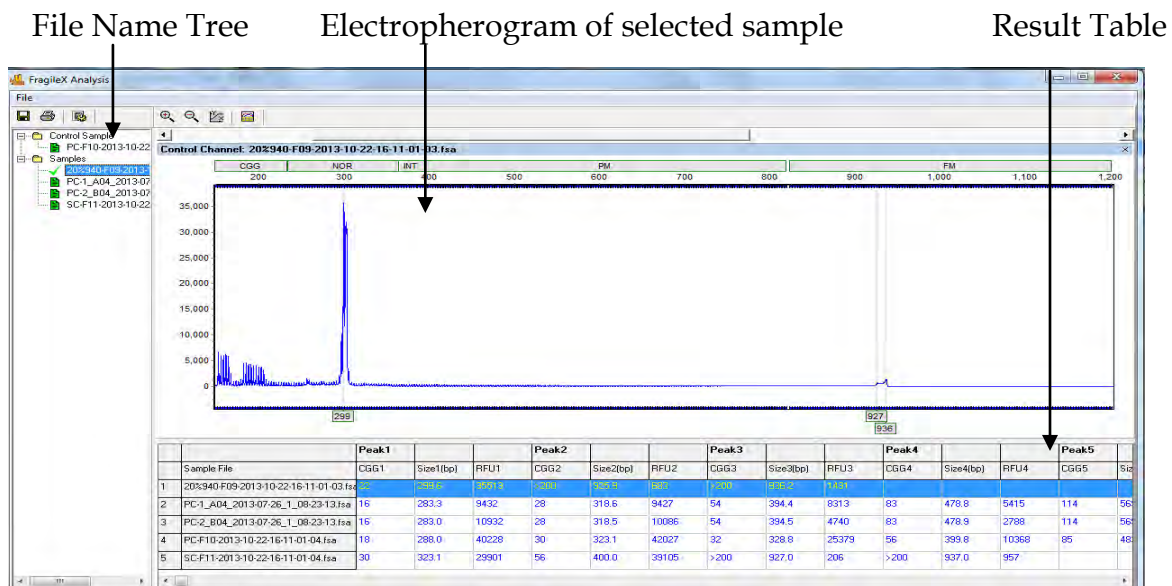 File Name Tree Electropherogram of selected sample Result Table
FragileX Analysis
File
Control Sample
PC-F10-2013-10-22
Samples
20%940-F09-2013-1
PC-1_A04_2013-07
PC-2_B04_2013-07
SC-F11-2013-10-22
Control Channel: 20%940-F09-2013-10-22-16-11-01-03.fsa
CGG NOR INT PM FM
200 300 400 500 600 700 800 900 1,000 1,100 1,200
35,000
30,000
25,000
20,000
15,000
10,000
5,000
0
299 927
936
Peak1 Peak2 Peak3 Peak4 Peak5
Sample File CGG1 Size1(bp) RFU1 CGG2 Size2(bp) RFU2 CGG3 Size3(bp) RFU3 CGG4 Size4(bp) RFU4 CGG5 Siz
1 20%940-F09-2013-10-22-16-11-01-03.fsa 22 299.6 35513 >200 >200 936.2 1431
2 PC-1_A04_2013-07-26_1_08-23-13.fsa 16 283.3 9432 28 318.6 9427 54 394.4 8313 83 478.8 5415 114 56
3 PC-2_B04_2013-07-26_1_08-23-13.fsa 16 283.0 10932 28 318.5 10086 54 394.5 4740 83 478.9 2788 114 56
4 PC-F10-2013-10-22-16-11-01-04.fsa 18 288.0 40228 30 323.1 42027 32 328.8 25379 56 399.8 10368 85 48
5 SC-F11-2013-10-22-16-11-01-04.fsa 30 323.1 29901 56 400.0 39105 >200 927.0 206 >200 937.0 957